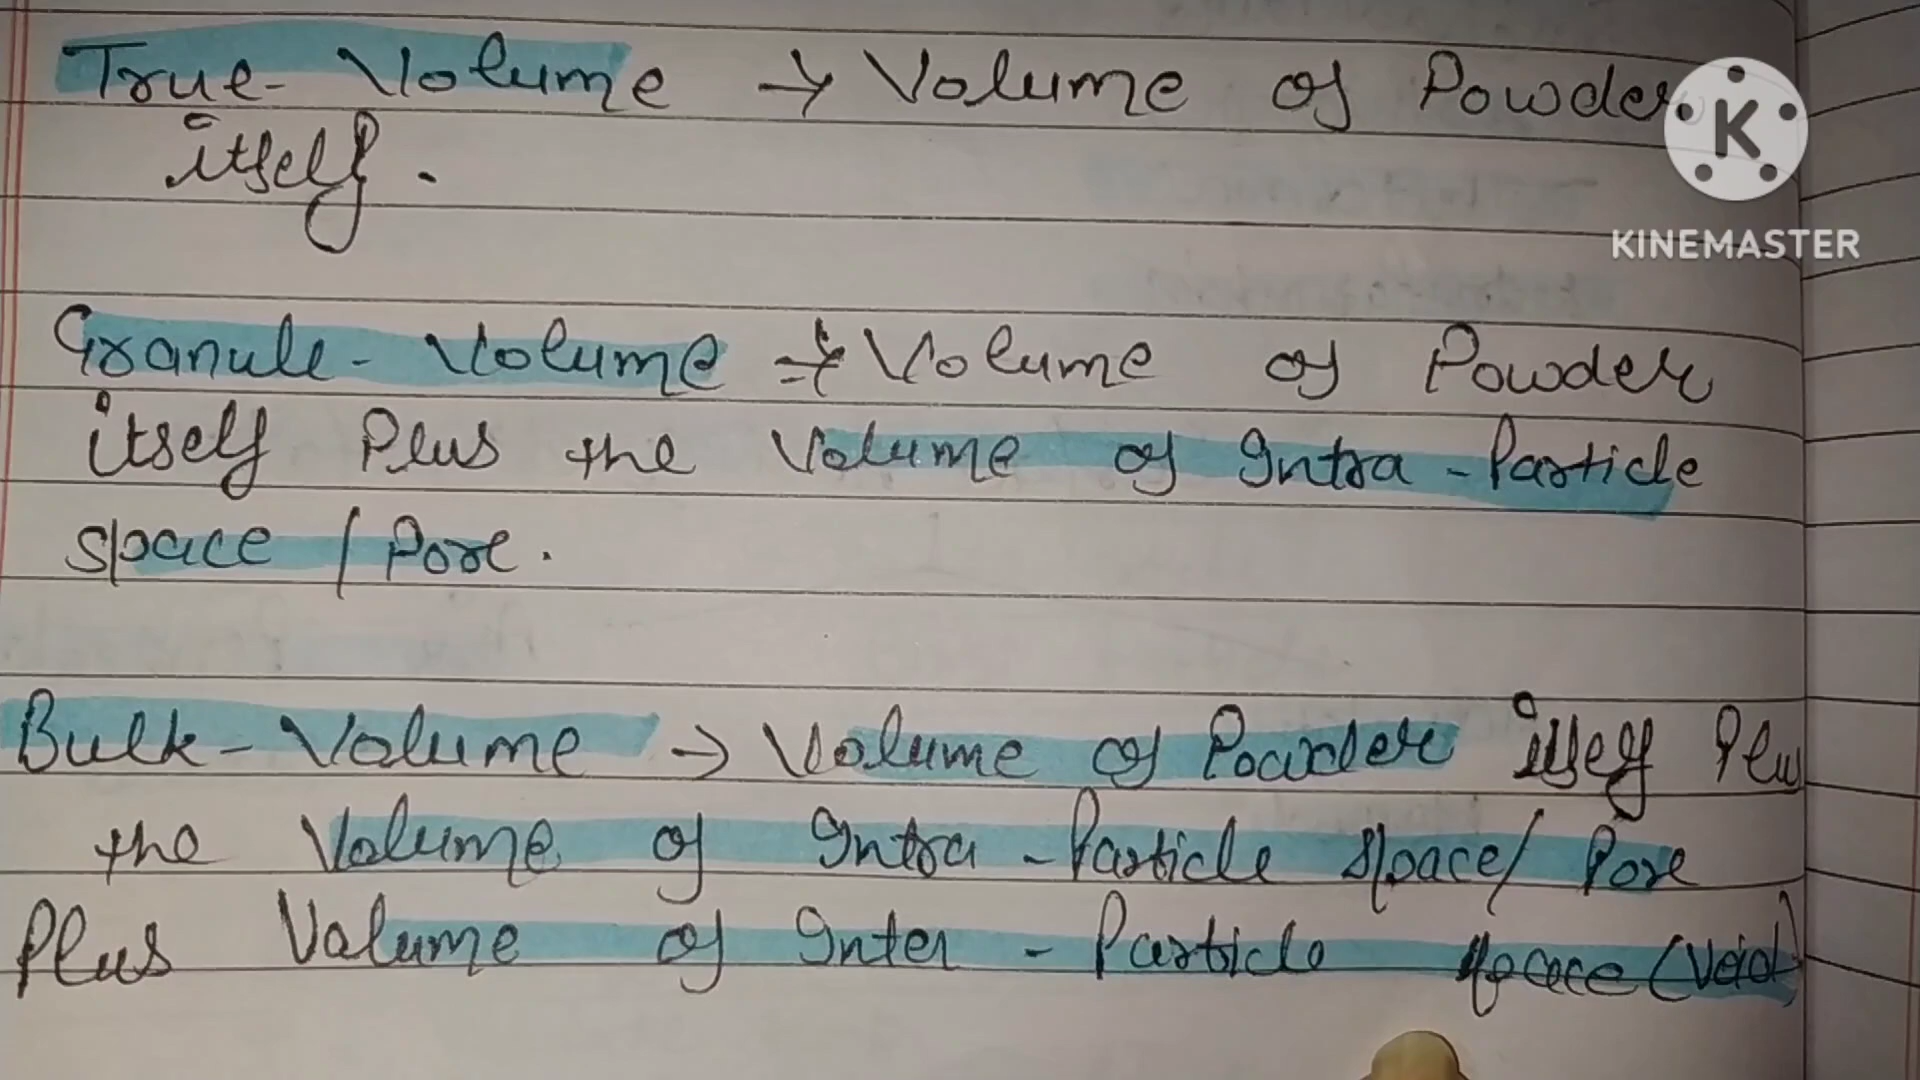 True- Volume → Volume of Powder
itself.
KINEMASTER
Granule- Volume → Volume of Powder
itself Plus the Volume of Intra - Particle
space / Pore.
Bulk - Volume → Volume of Powder itself Plus
the Volume of Intra - Particle space / Pore
Plus Volume of Inter - Particle space (Void)